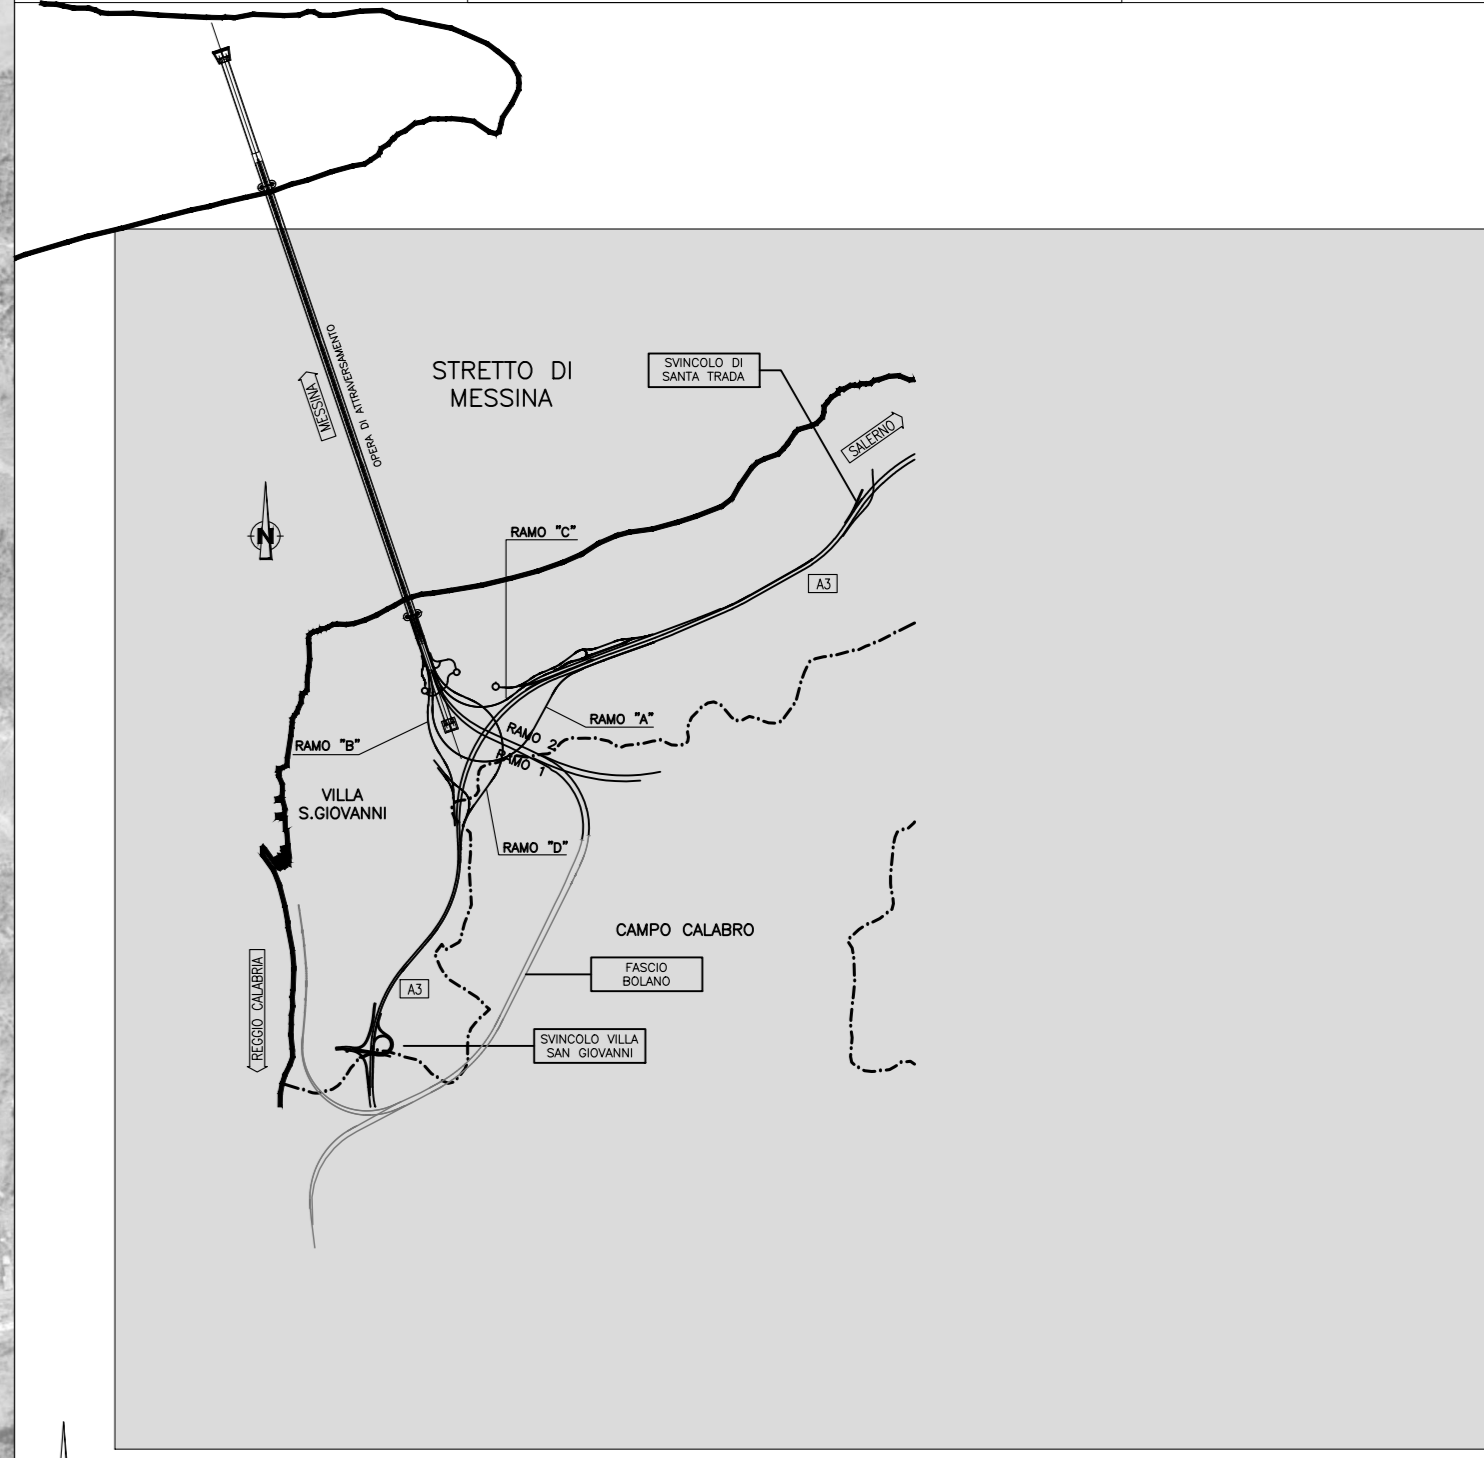 OPERA DI ATTRAVERSAMENTO
MESSINA
STRETTO DI
MESSINA
SVINCOLO DI
SANTA TRADA
SALERNO
N
RAMO "C"
A3
RAMO "A"
RAMO 2
RAMO "B"
RAMO 1
VILLA
S.GIOVANNI
RAMO "D"
CAMPO CALABRO
FASCIO
BOLANO
REGGIO CALABRIA
A3
SVINCOLO VILLA
SAN GIOVANNI